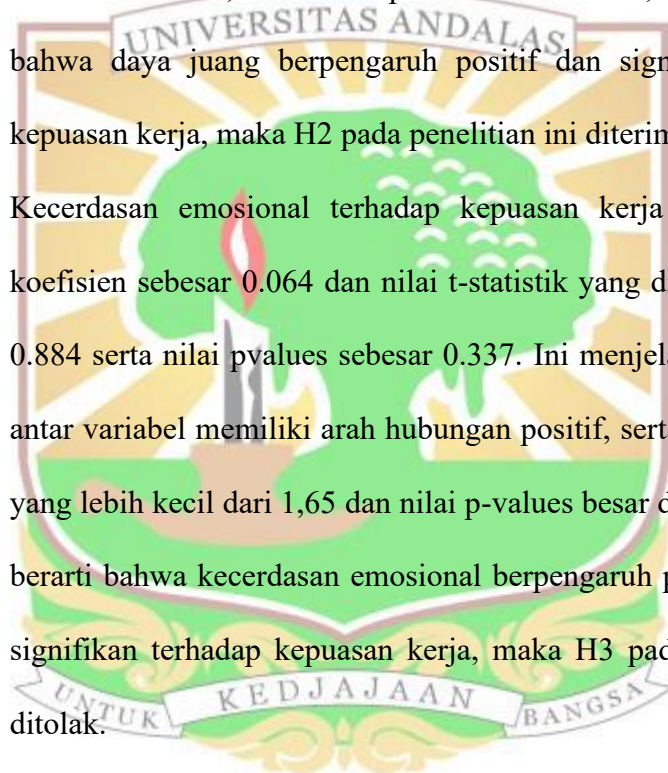 UNIVERSITAS ANDALAS
bahwa daya juang berpengaruh positif dan sign
kepuasan kerja, maka H2 pada penelitian ini diterim
Kecerdasan emosional terhadap kepuasan kerja
koefisien sebesar 0.064 dan nilai t-statistik yang d
0.884 serta nilai pvalues sebesar 0.337. Ini menjela
antar variabel memiliki arah hubungan positif, sert
yang lebih kecil dari 1,65 dan nilai p-values besar d
berarti bahwa kecerdasan emosional berpengaruh p
signifikan terhadap kepuasan kerja, maka H3 pad
ditolak.
UNTUK KEDJAJAAN BANGSA